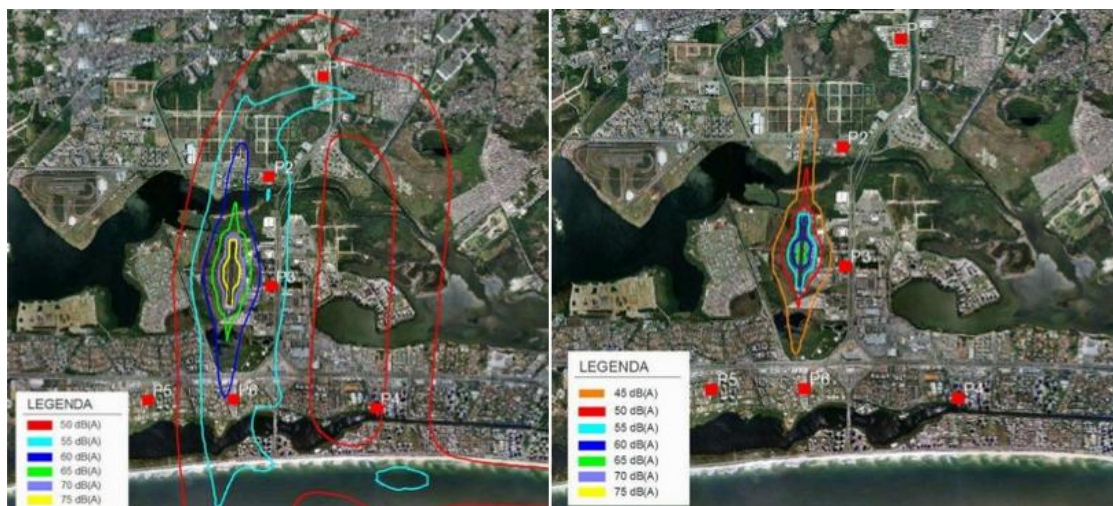 P2
P3
P5
P6
P4
LEGENDA
50 dB(A)
55 dB(A)
60 dB(A)
65 dB(A)
70 dB(A)
75 dB(A)
P2
P3
P5
P6
P4
LEGENDA
45 dB(A)
50 dB(A)
55 dB(A)
60 dB(A)
65 dB(A)
70 dB(A)
75 dB(A)